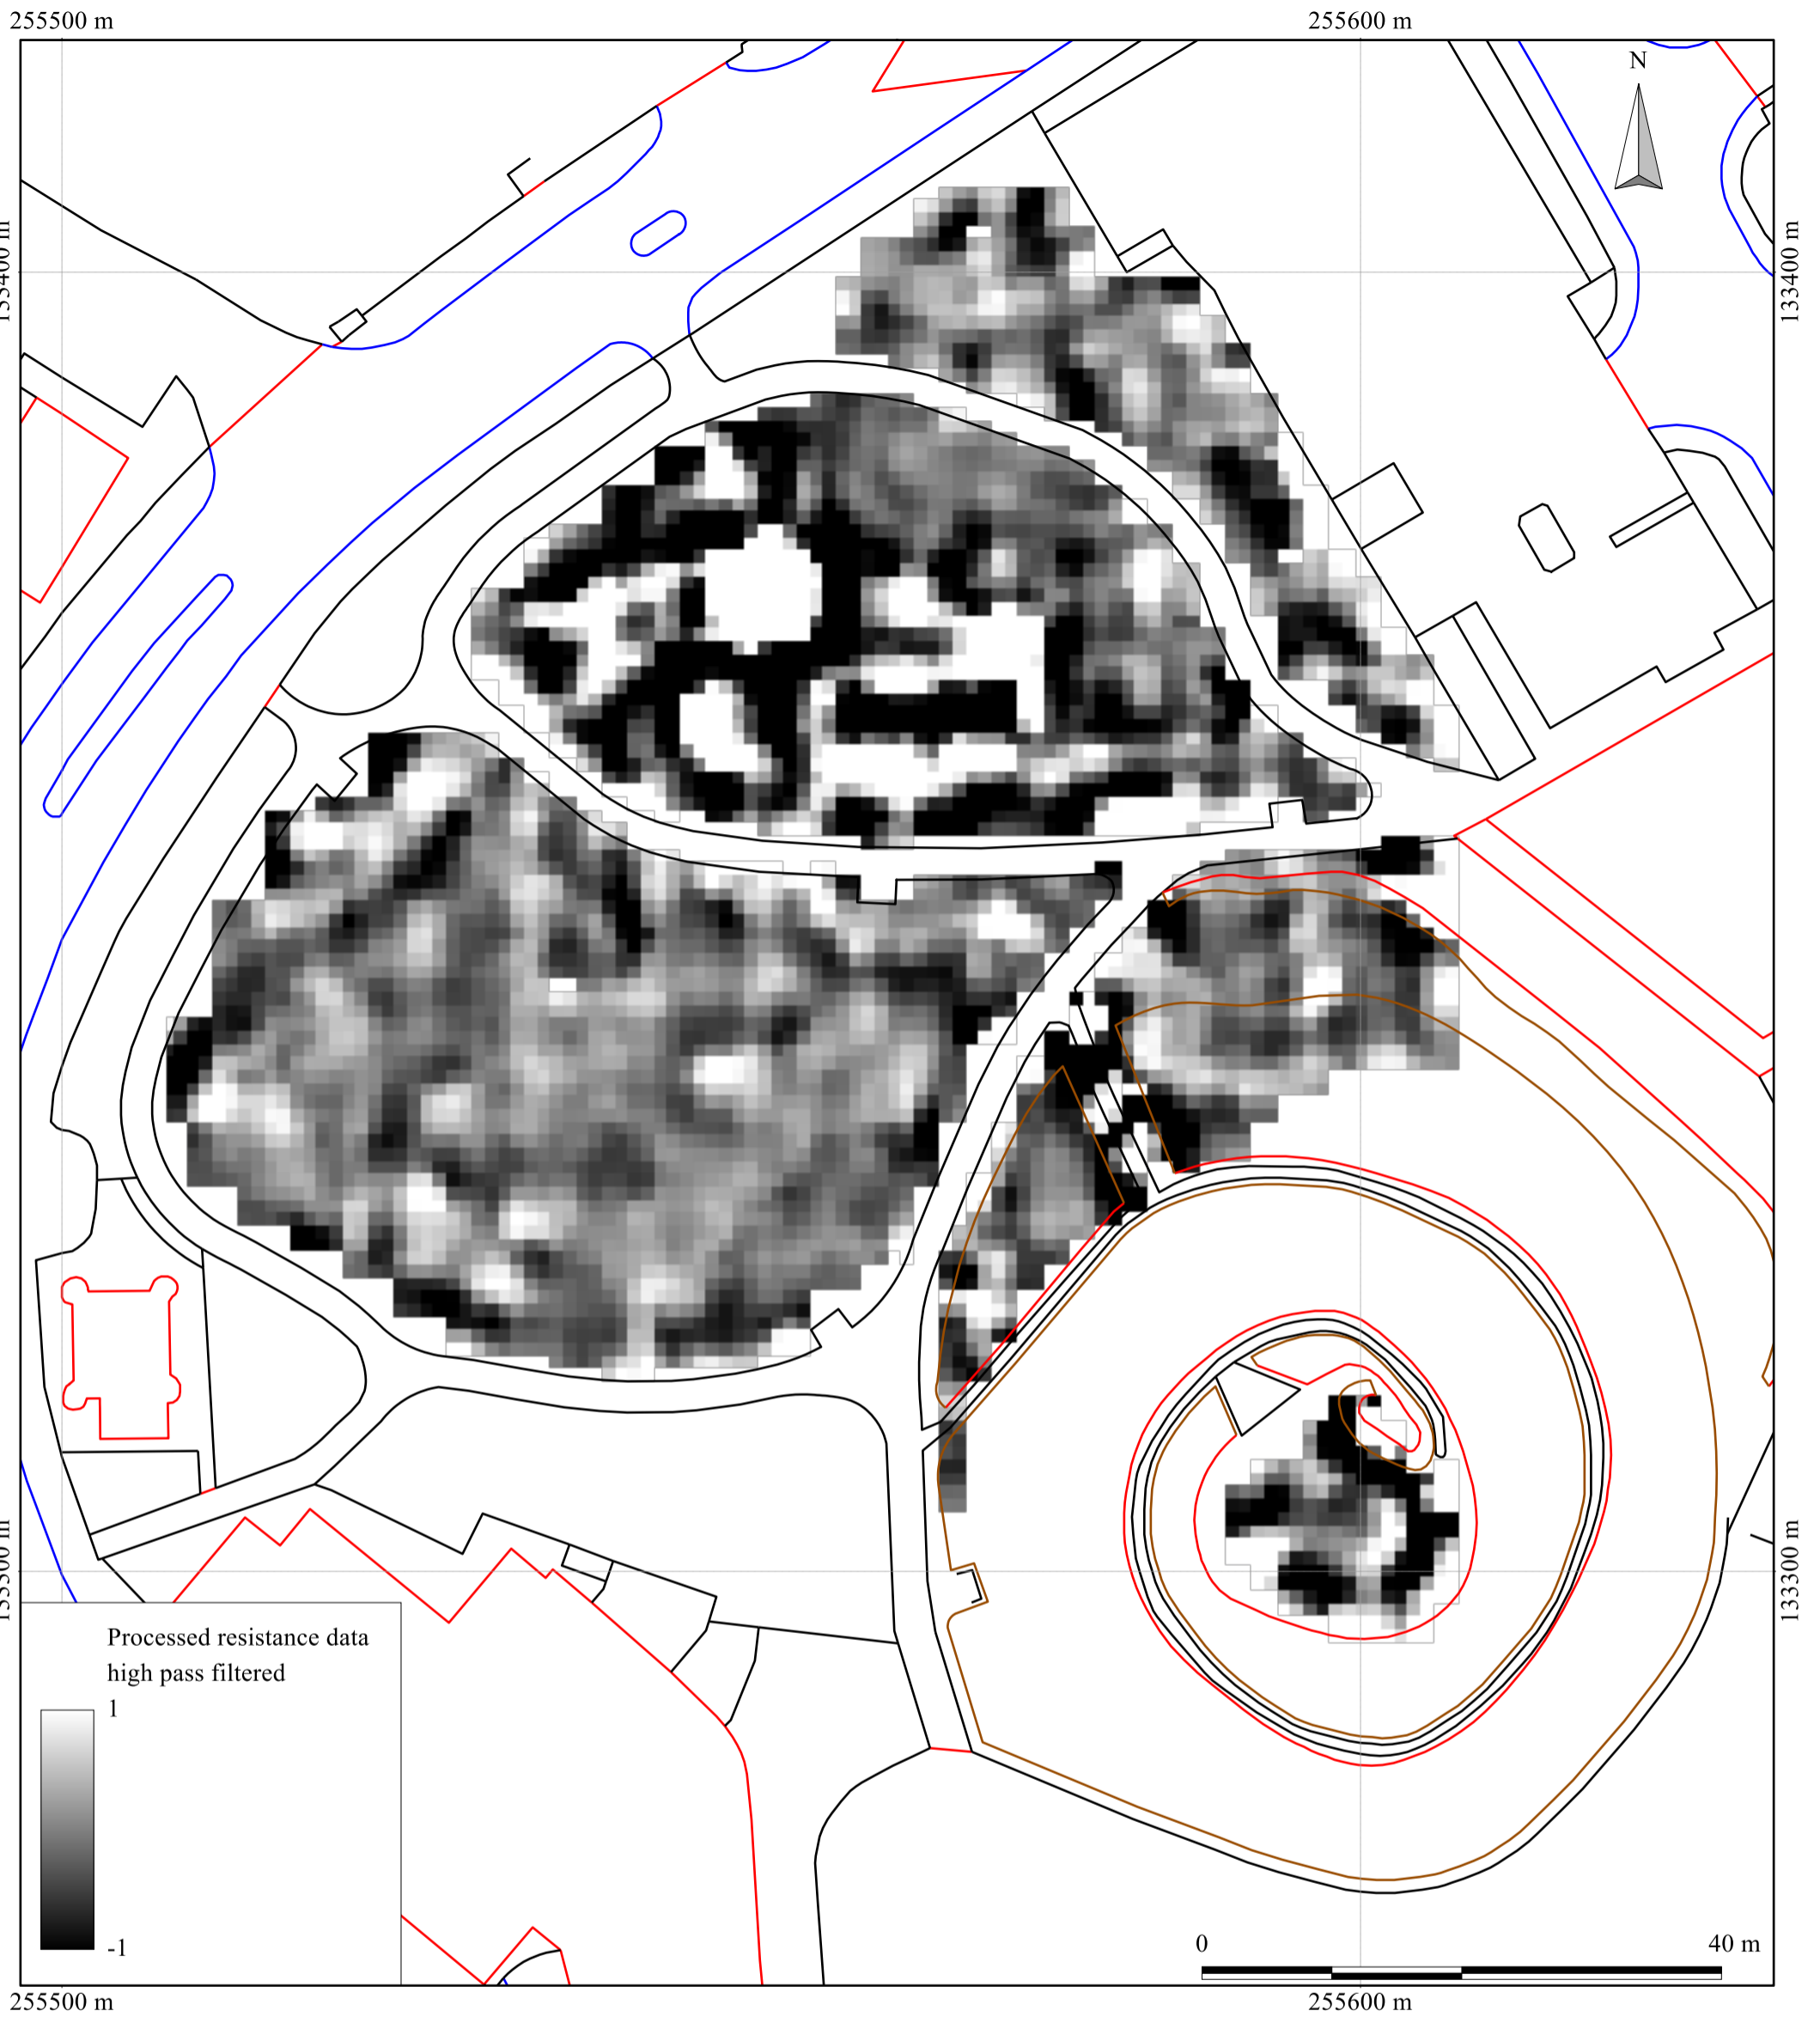 255500 m
255600 m
N
133400 m
133400 m
133300 m
133300 m
Processed resistance data
high pass filtered
1
-1
0
40 m
255500 m
255600 m